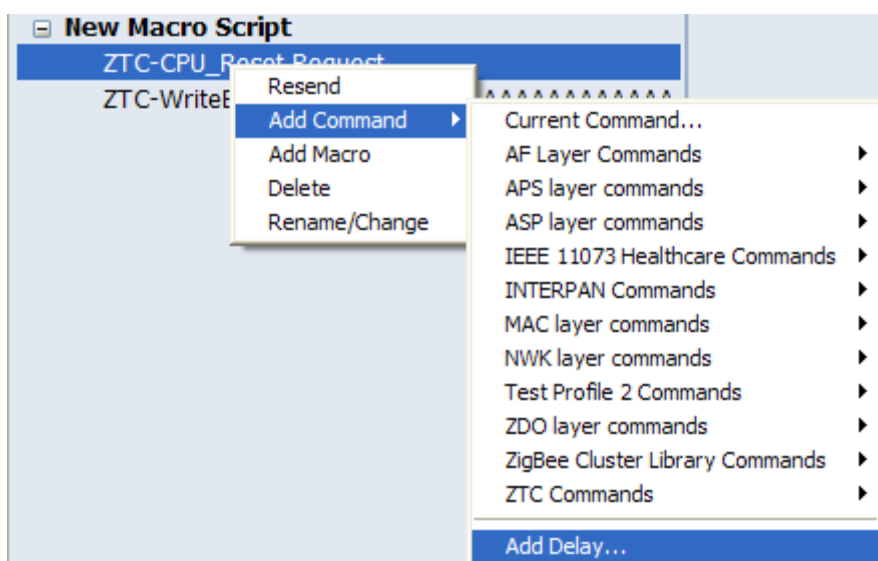 New Macro Script
ZTC-CPU_Reset.Request
ZTC-WriteE AAAAAAAAAAAA
Resend
Add Command
Add Macro
Delete
Rename/Change
Current Command...
AF Layer Commands
APS layer commands
ASP layer commands
IEEE 11073 Healthcare Commands
INTERPAN Commands
MAC layer commands
NWK layer commands
Test Profile 2 Commands
ZDO layer commands
ZigBee Cluster Library Commands
ZTC Commands
Add Delay...